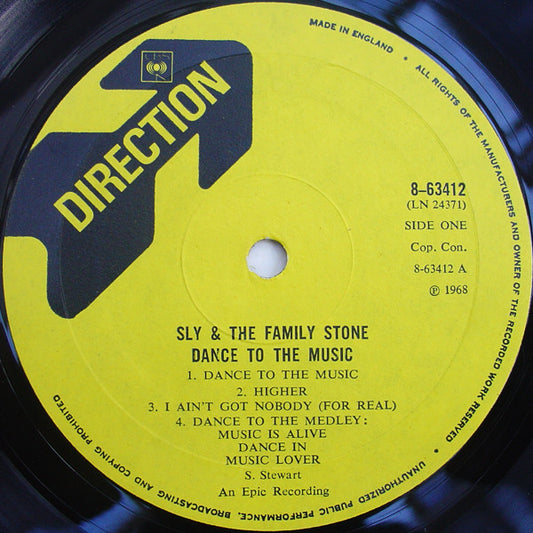 MADE IN ENGLAND • ALL RIGHTS OF THE MANUFACTURERS AND OWNER OF THE RECORDED WORK RESERVED • UNAUTHORIZED PUBLIC PERFORMANCE, BROADCASTING AND COPYING PROHIBITED
CBS
DIRECTION
8–63412
(LN 24371)
SIDE ONE
Cop. Con.
8-63412 A
℗ 1968
SLY & THE FAMILY STONE
DANCE TO THE MUSIC
1. DANCE TO THE MUSIC
2. HIGHER
3. I AIN'T GOT NOBODY (FOR REAL)
4. DANCE TO THE MEDLEY:
MUSIC IS ALIVE
DANCE IN
MUSIC LOVER
S. Stewart
An Epic Recording